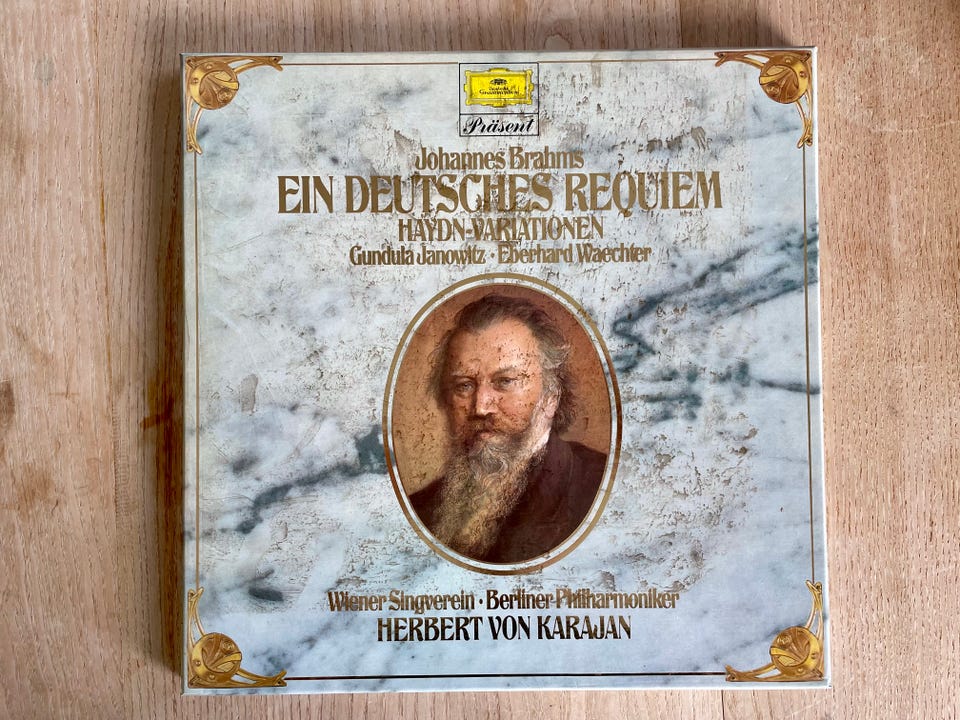 Deutsche
Grammophon
Präsent
Johannes Brahms
EIN DEUTSCHES REQUIEM
HAYDN-VARIATIONEN
Gundula Janowitz · Eberhard Waechter
Wiener Singverein · Berliner Philharmoniker
HERBERT VON KARAJAN